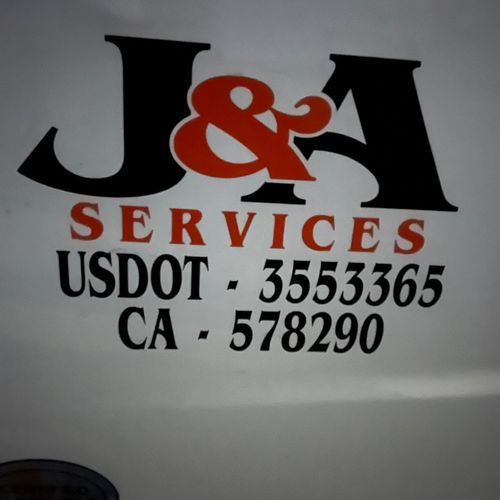 J&A
SERVICES
USDOT - 3553365
CA - 578290